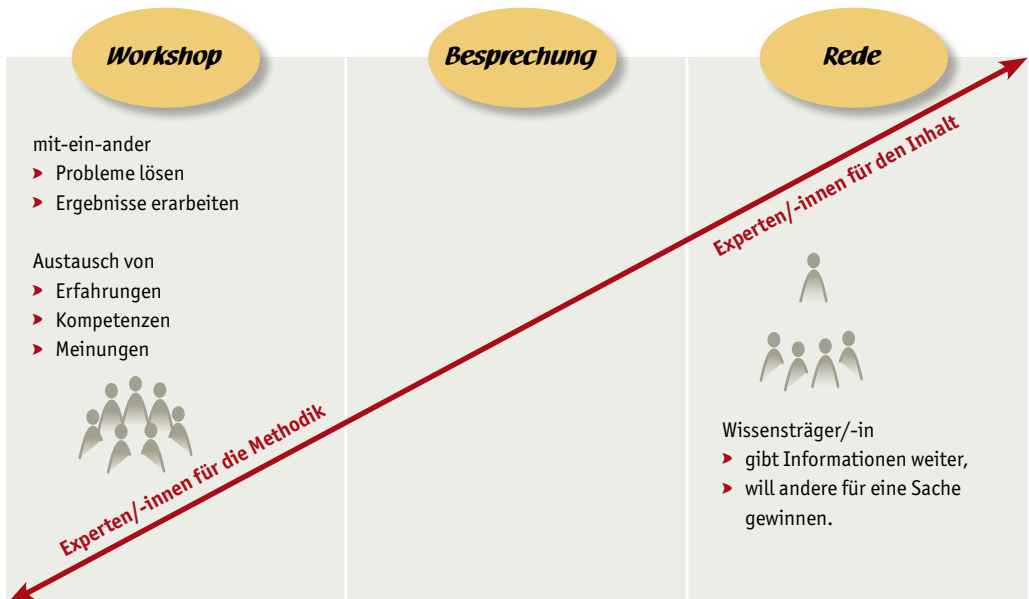 Workshop
Besprechung
Rede
mit-ein-ander
➤ Probleme lösen
➤ Ergebnisse erarbeiten
Austausch von
➤ Erfahrungen
➤ Kompetenzen
➤ Meinungen
Experten/-innen für die Methodik
Experten/-innen für den Inhalt
Wissensträger/-in
➤ gibt Informationen weiter,
➤ will andere für eine Sache
gewinnen.